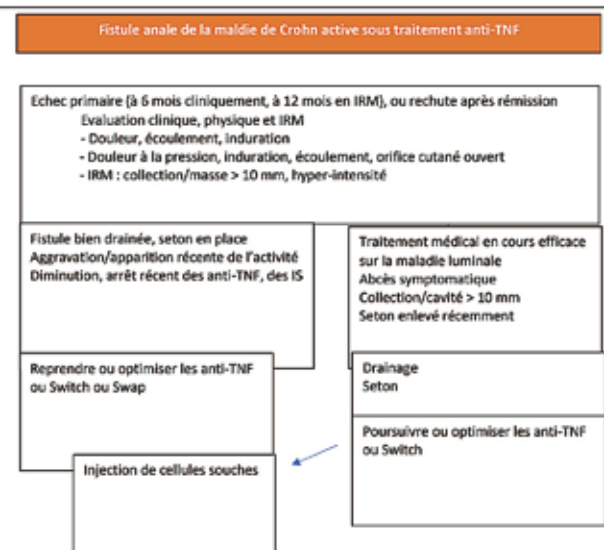 Fistule anale de la maldie de Crohn active sous traitement anti-TNF
Echec primaire (à 6 mois cliniquement, à 12 mois en IRM), ou rechute après rémission
Evaluation clinique, physique et IRM
- Douleur, écoulement, induration
- Douleur à la pression, induration, écoulement, orifice cutané ouvert
- IRM : collection/masse > 10 mm, hyper-intensité
Fistule bien drainée, seton en place
Aggravation/apparition récente de l'activité
Diminution, arrêt récent des anti-TNF, des IS
Traitement médical en cours efficace
sur la maladie luminale
Abcès symptomatique
Collection/cavité > 10 mm
Seton enlevé récemment
Reprendre ou optimiser les anti-TNF
ou Switch ou Swap
Drainage
Seton
Poursuivre ou optimiser les anti-TNF
ou Switch
Injection de cellules souches